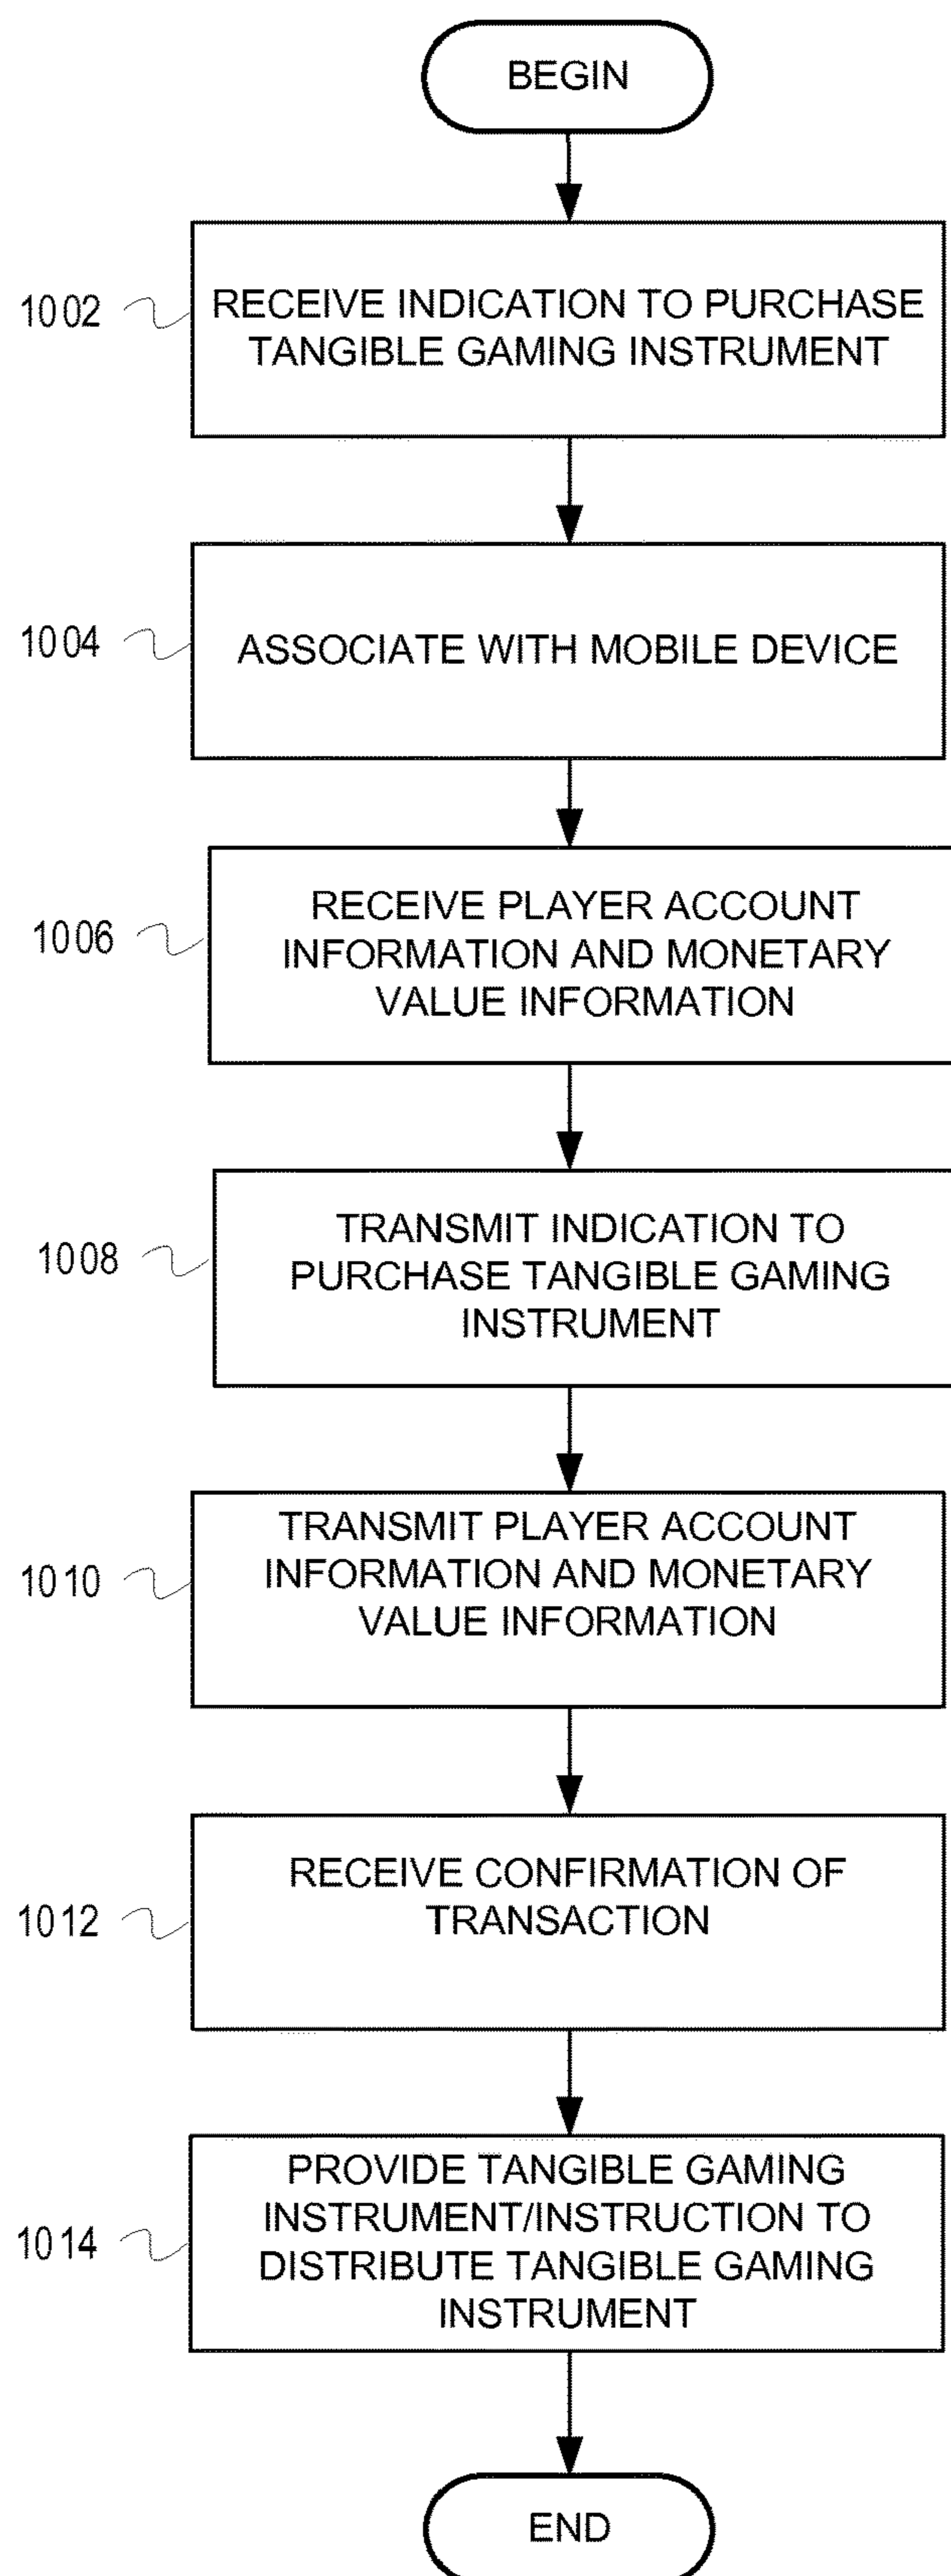 BEGIN
1002
RECEIVE INDICATION TO PURCHASE
TANGIBLE GAMING INSTRUMENT
1004
ASSOCIATE WITH MOBILE DEVICE
1006
RECEIVE PLAYER ACCOUNT
INFORMATION AND MONETARY
VALUE INFORMATION
1008
TRANSMIT INDICATION TO
PURCHASE TANGIBLE GAMING
INSTRUMENT
1010
TRANSMIT PLAYER ACCOUNT
INFORMATION AND MONETARY
VALUE INFORMATION
1012
RECEIVE CONFIRMATION OF
TRANSACTION
1014
PROVIDE TANGIBLE GAMING
INSTRUMENT/INSTRUCTION TO
DISTRIBUTE TANGIBLE GAMING
INSTRUMENT
END